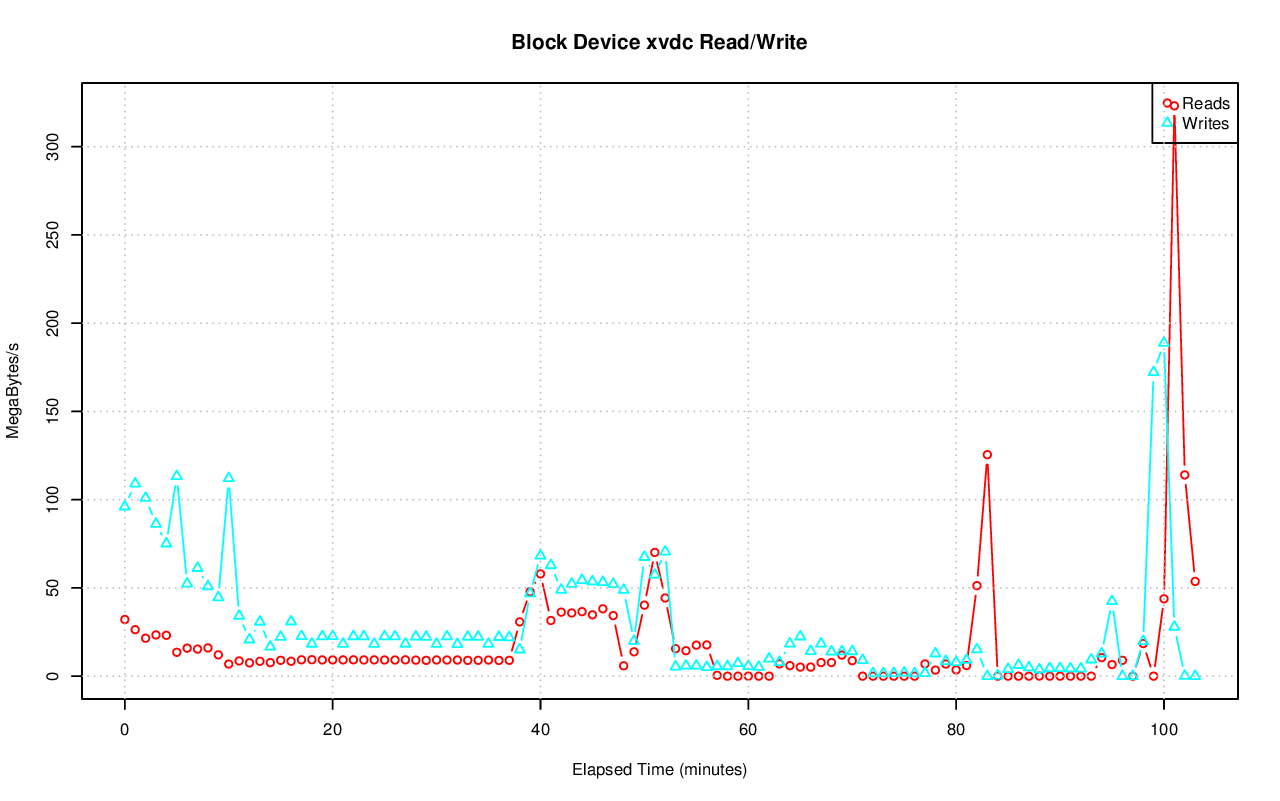 Block Device xvdc Read/Write
Reads
Writes
MegaBytes/s
300
250
200
150
100
50
0
0 20 40 60 80 100
Elapsed Time (minutes)